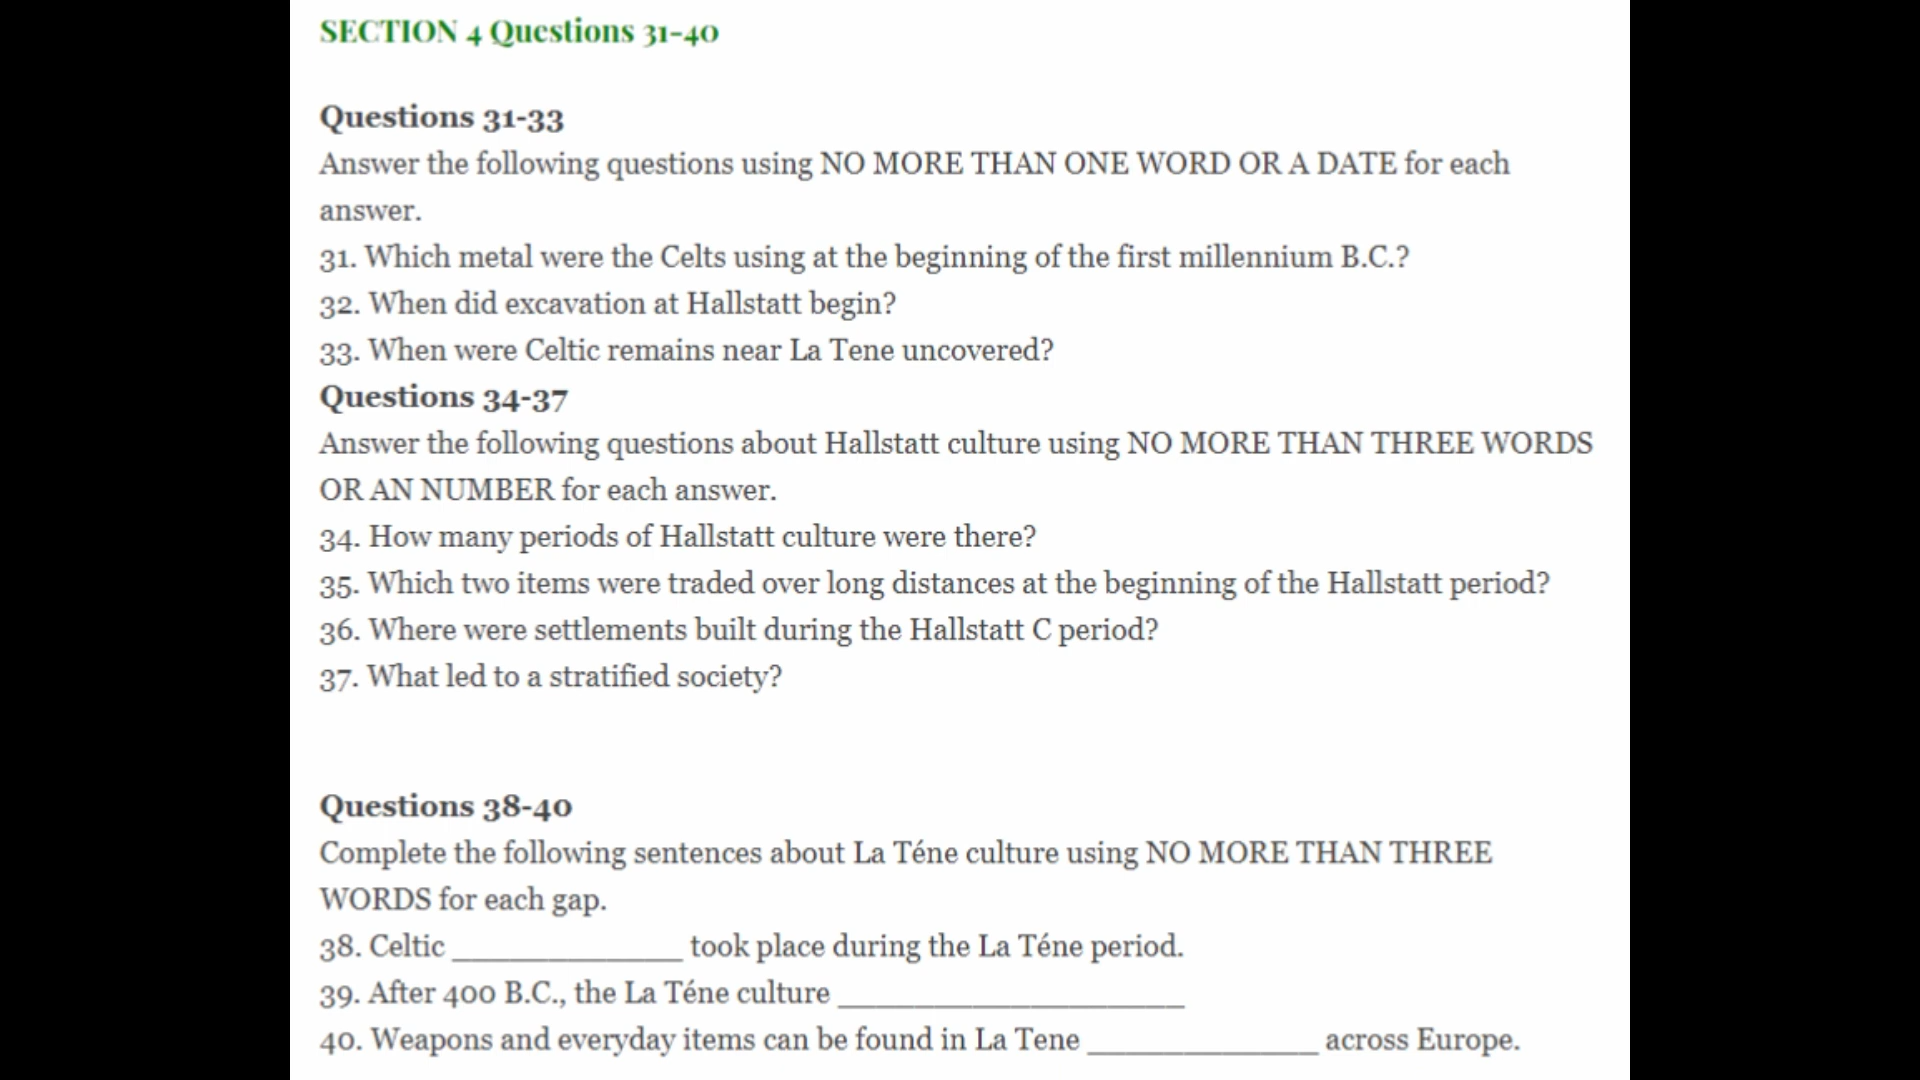 SECTION 4 Questions 31-40
Questions 31-33
Answer the following questions using NO MORE THAN ONE WORD OR A DATE for each
answer.
31. Which metal were the Celts using at the beginning of the first millennium B.C.?
32. When did excavation at Hallstatt begin?
33. When were Celtic remains near La Tene uncovered?
Questions 34-37
Answer the following questions about Hallstatt culture using NO MORE THAN THREE WORDS
OR AN NUMBER for each answer.
34. How many periods of Hallstatt culture were there?
35. Which two items were traded over long distances at the beginning of the Hallstatt period?
36. Where were settlements built during the Hallstatt C period?
37. What led to a stratified society?
Questions 38-40
Complete the following sentences about La Téne culture using NO MORE THAN THREE
WORDS for each gap.
38. Celtic ______________ took place during the La Téne period.
39. After 400 B.C., the La Téne culture _____________________
40. Weapons and everyday items can be found in La Tene ______________ across Europe.